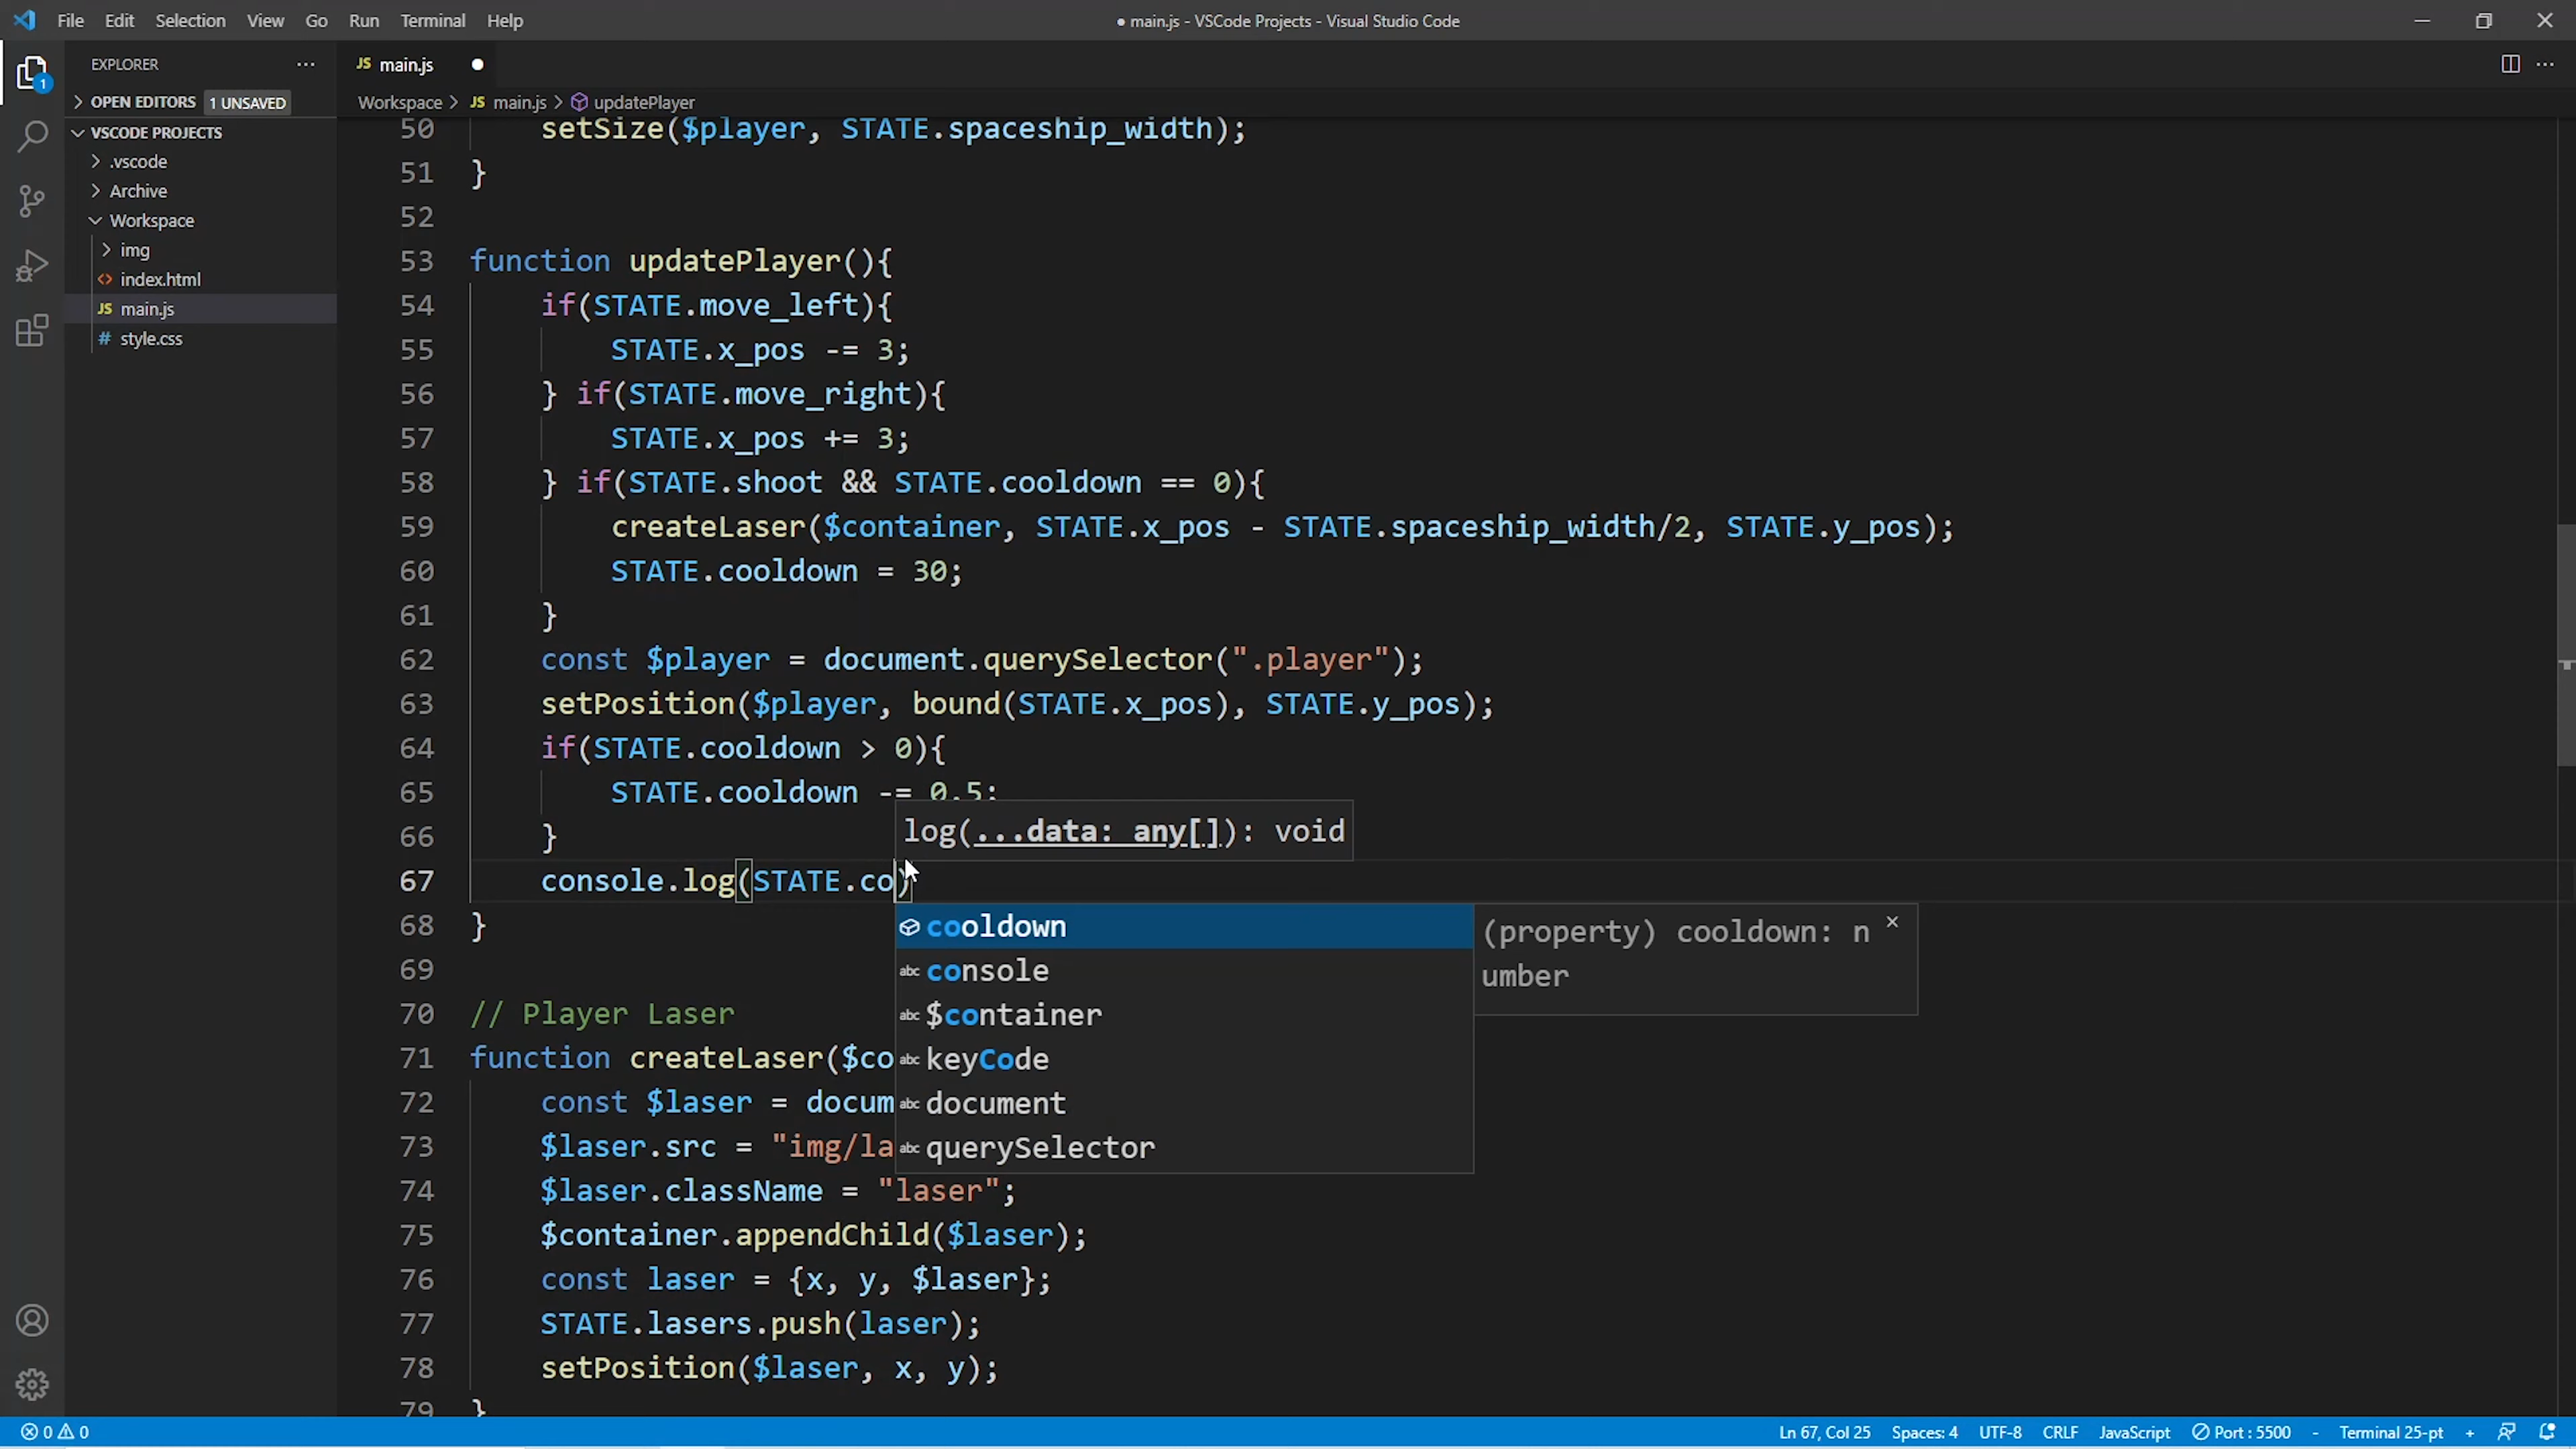 File Edit Selection View Go Run Terminal Help
● main.js - VSCode Projects - Visual Studio Code
EXPLORER
JS main.js
1
OPEN EDITORS 1 UNSAVED
Workspace > JS main.js > updatePlayer
VSCODE PROJECTS
.vscode
Archive
Workspace
img
index.html
JS main.js
# style.css
50 setSize($player, STATE.spaceship_width);
51 }
52
53 function updatePlayer(){
54 if(STATE.move_left){
55 STATE.x_pos -= 3;
56 } if(STATE.move_right){
57 STATE.x_pos += 3;
58 } if(STATE.shoot && STATE.cooldown == 0){
59 createLaser($container, STATE.x_pos - STATE.spaceship_width/2, STATE.y_pos);
60 STATE.cooldown = 30;
61 }
62 const $player = document.querySelector(".player");
63 setPosition($player, bound(STATE.x_pos), STATE.y_pos);
64 if(STATE.cooldown > 0){
65 STATE.cooldown -= 0.5;
66 }
log(...data: any[]): void
67 console.log(STATE.co)
68 }
69
70 // Player Laser
71 function createLaser($co
72 const $laser = docum
73 $laser.src = "img/la
74 $laser.className = "laser";
75 $container.appendChild($laser);
76 const laser = {x, y, $laser};
77 STATE.lasers.push(laser);
78 setPosition($laser, x, y);
79 }
cooldown
abc console
abc $container
abc keyCode
abc document
abc querySelector
(property) cooldown: n
umber
0 0
Ln 67, Col 25 Spaces: 4 UTF-8 CRLF JavaScript Port : 5500 - Terminal 25-pt +